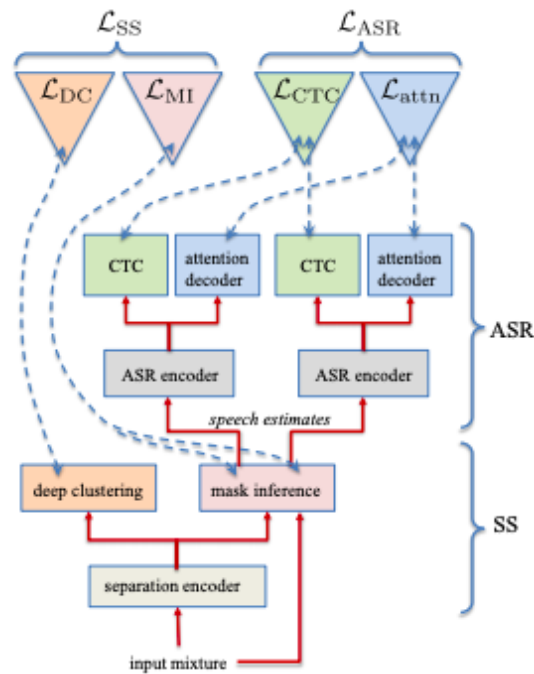 ℒSS ℒASR
ℒDC ℒMI ℒCTC ℒattn
CTC attention decoder CTC attention decoder
ASR
ASR encoder ASR encoder
speech estimates
deep clustering mask inference
SS
separation encoder
input mixture